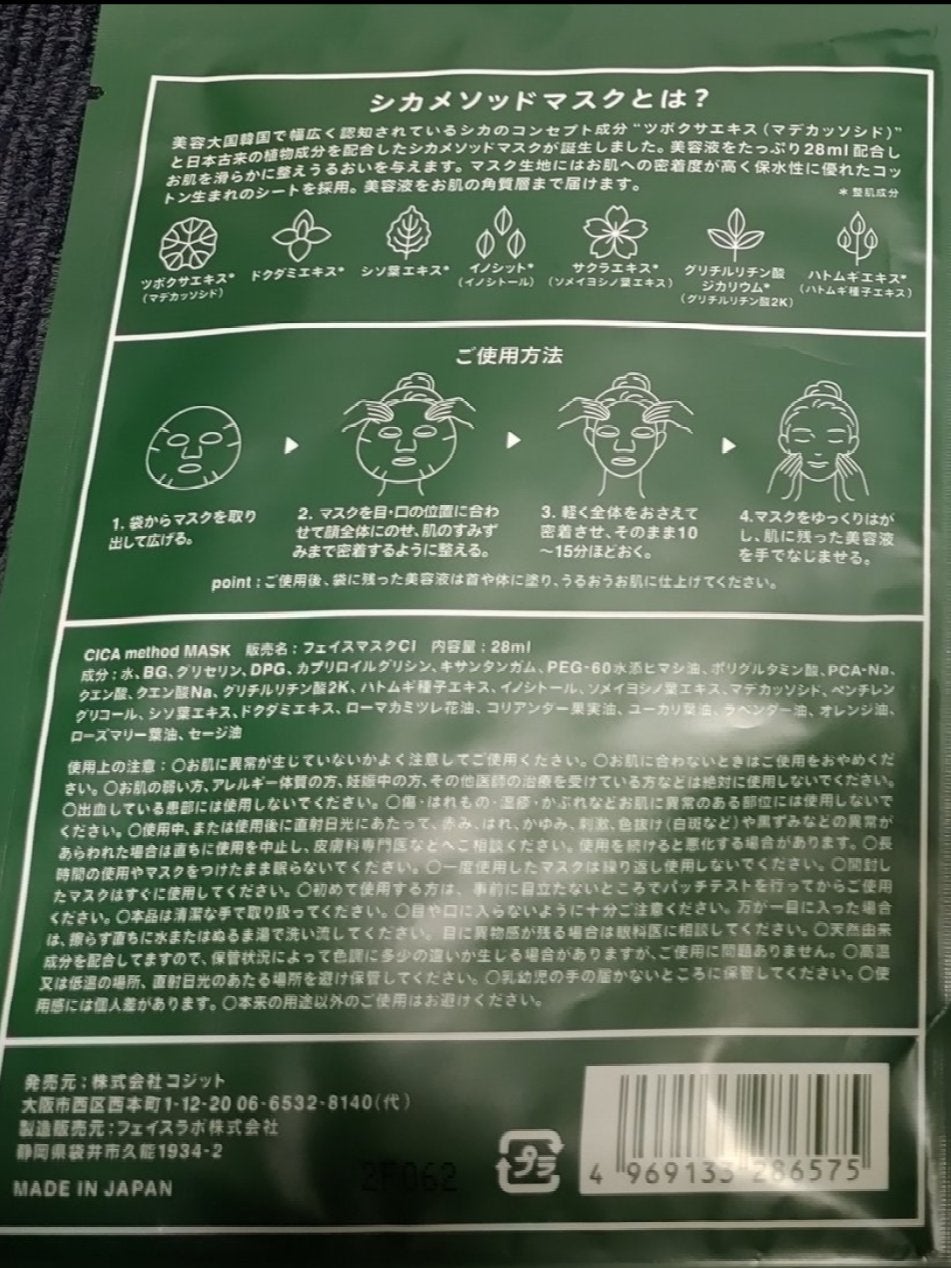 シカメソッドマスクとは？
美容大国韓国で幅広く認知されているシカのコンセプト成分“ツボクサエキス（マデカッソシド）”
と日本古来の植物成分を配合したシカメソッドマスクが誕生しました。美容液をたっぷり28ml配合し
お肌を滑らかに整えうるおいを与えます。マスク生地にはお肌への密着度が高く保水性に優れたコッ
トン生まれのシートを採用。美容液をお肌の角質層まで届けます。
＊整肌成分
ツボクサエキス*
（マデカッソシド）
ドクダミエキス*
シソ葉エキス*
イノシット*
（イノシトール）
サクラエキス*
（ソメイヨシノ葉エキス）
グリチルリチン酸
ジカリウム*
（グリチルリチン酸2K）
ハトムギエキス*
（ハトムギ種子エキス）
ご使用方法
1. 袋からマスクを取り
出して広げる。
2. マスクを目・口の位置に合わ
せて顔全体にのせ、肌のすみず
みまで密着するように整える。
3. 軽く全体をおさえて
密着させ、そのまま10
～15分ほどおく。
4.マスクをゆっくりはが
し、肌に残った美容液
を手でなじませる。
point：ご使用後、袋に残った美容液は首や体に塗り、うるおうお肌に仕上げてください。
CICA method MASK 販売名：フェイスマスクCI 内容量：28ml
成分：水、BG、グリセリン、DPG、カプリロイルグリシン、キサンタンガム、PEG-60水添ヒマシ油、ポリグルタミン酸、PCA-Na、
クエン酸、クエン酸Na、グリチルリチン酸2K、ハトムギ種子エキス、イノシトール、ソメイヨシノ葉エキス、マデカッソシド、ペンチレン
グリコール、シソ葉エキス、ドクダミエキス、ローマカミツレ花油、コリアンダー果実油、ユーカリ葉油、ラベンダー油、オレンジ油、
ローズマリー葉油、セージ油
使用上の注意：〇お肌に異常が生じていないかよく注意してご使用ください。〇お肌に合わないときはご使用をおやめくだ
さい。〇お肌の弱い方、アレルギー体質の方、妊娠中の方、その他医師の治療を受けている方などは絶対に使用しないでください。
〇出血している患部には使用しないでください。〇傷・はれもの・湿疹・かぶれなどお肌に異常のある部位には使用しないで
ください。〇使用中、または使用後に直射日光にあたって、赤み、はれ、かゆみ、刺激、色抜け（白斑など）や黒ずみなどの異常が
あらわれた場合は直ちに使用を中止し、皮膚科専門医などへご相談ください。使用を続けると悪化する場合があります。〇長
時間の使用やマスクをつけたまま眠らないでください。〇一度使用したマスクは繰り返し使用しないでください。〇開封し
たマスクはすぐに使用してください。〇初めて使用する方は、事前に目立たないところでパッチテストを行ってからご使用
ください。〇本品は清潔な手で取り扱ってください。〇目や口に入らないように十分ご注意ください。万が一目に入った場合
は、擦らず直ちに水またはぬるま湯で洗い流してください。目に異物感が残る場合は眼科医に相談してください。〇天然由来
成分を配合してますので、保管状況によって色調に多少の違いが生じる場合がありますが、ご使用に問題ありません。〇高温
又は低温の場所、直射日光のあたる場所を避け保管してください。〇乳幼児の手の届かないところに保管してください。〇使
用感には個人差があります。〇本来の用途以外のご使用はお避けください。
発売元：株式会社コジット
大阪市西区西本町1-12-20 06-6532-8140（代）
製造販売元：フェイスラボ株式会社
静岡県袋井市久能1934-2
MADE IN JAPAN
2F062
プラ
4 969133 286575